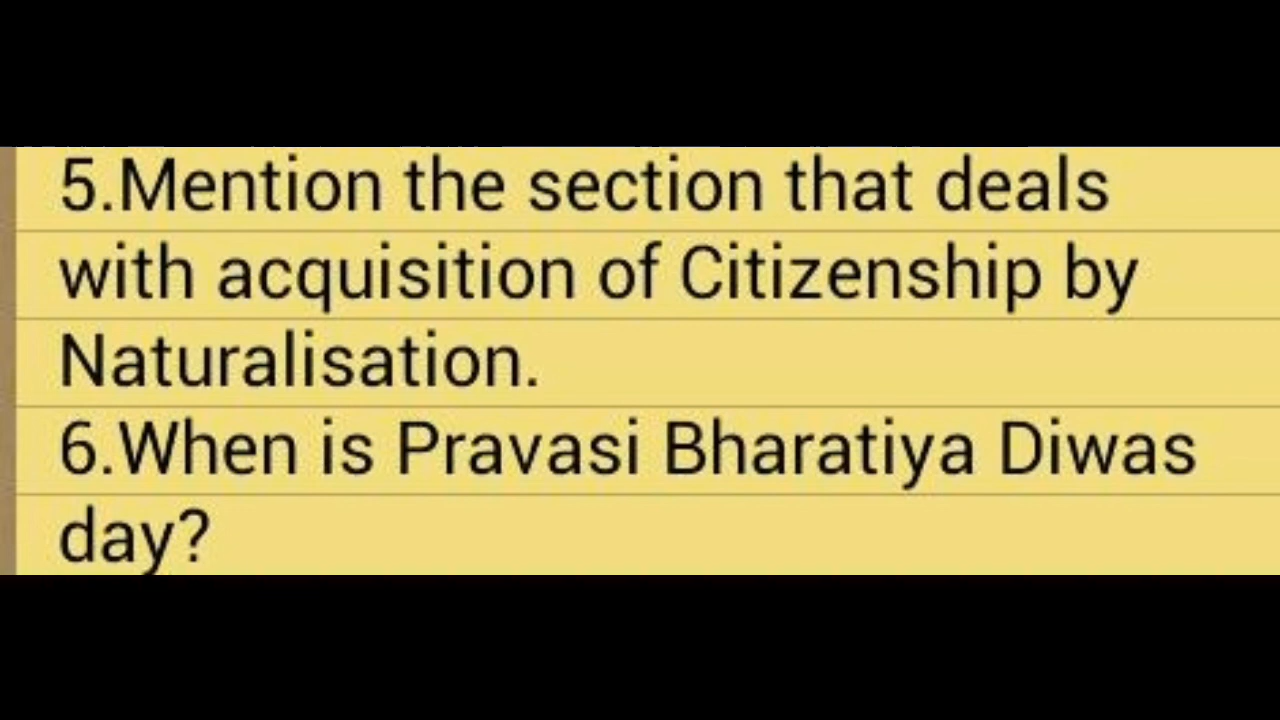 5.Mention the section that deals
with acquisition of Citizenship by
Naturalisation.
6.When is Pravasi Bharatiya Diwas
day?